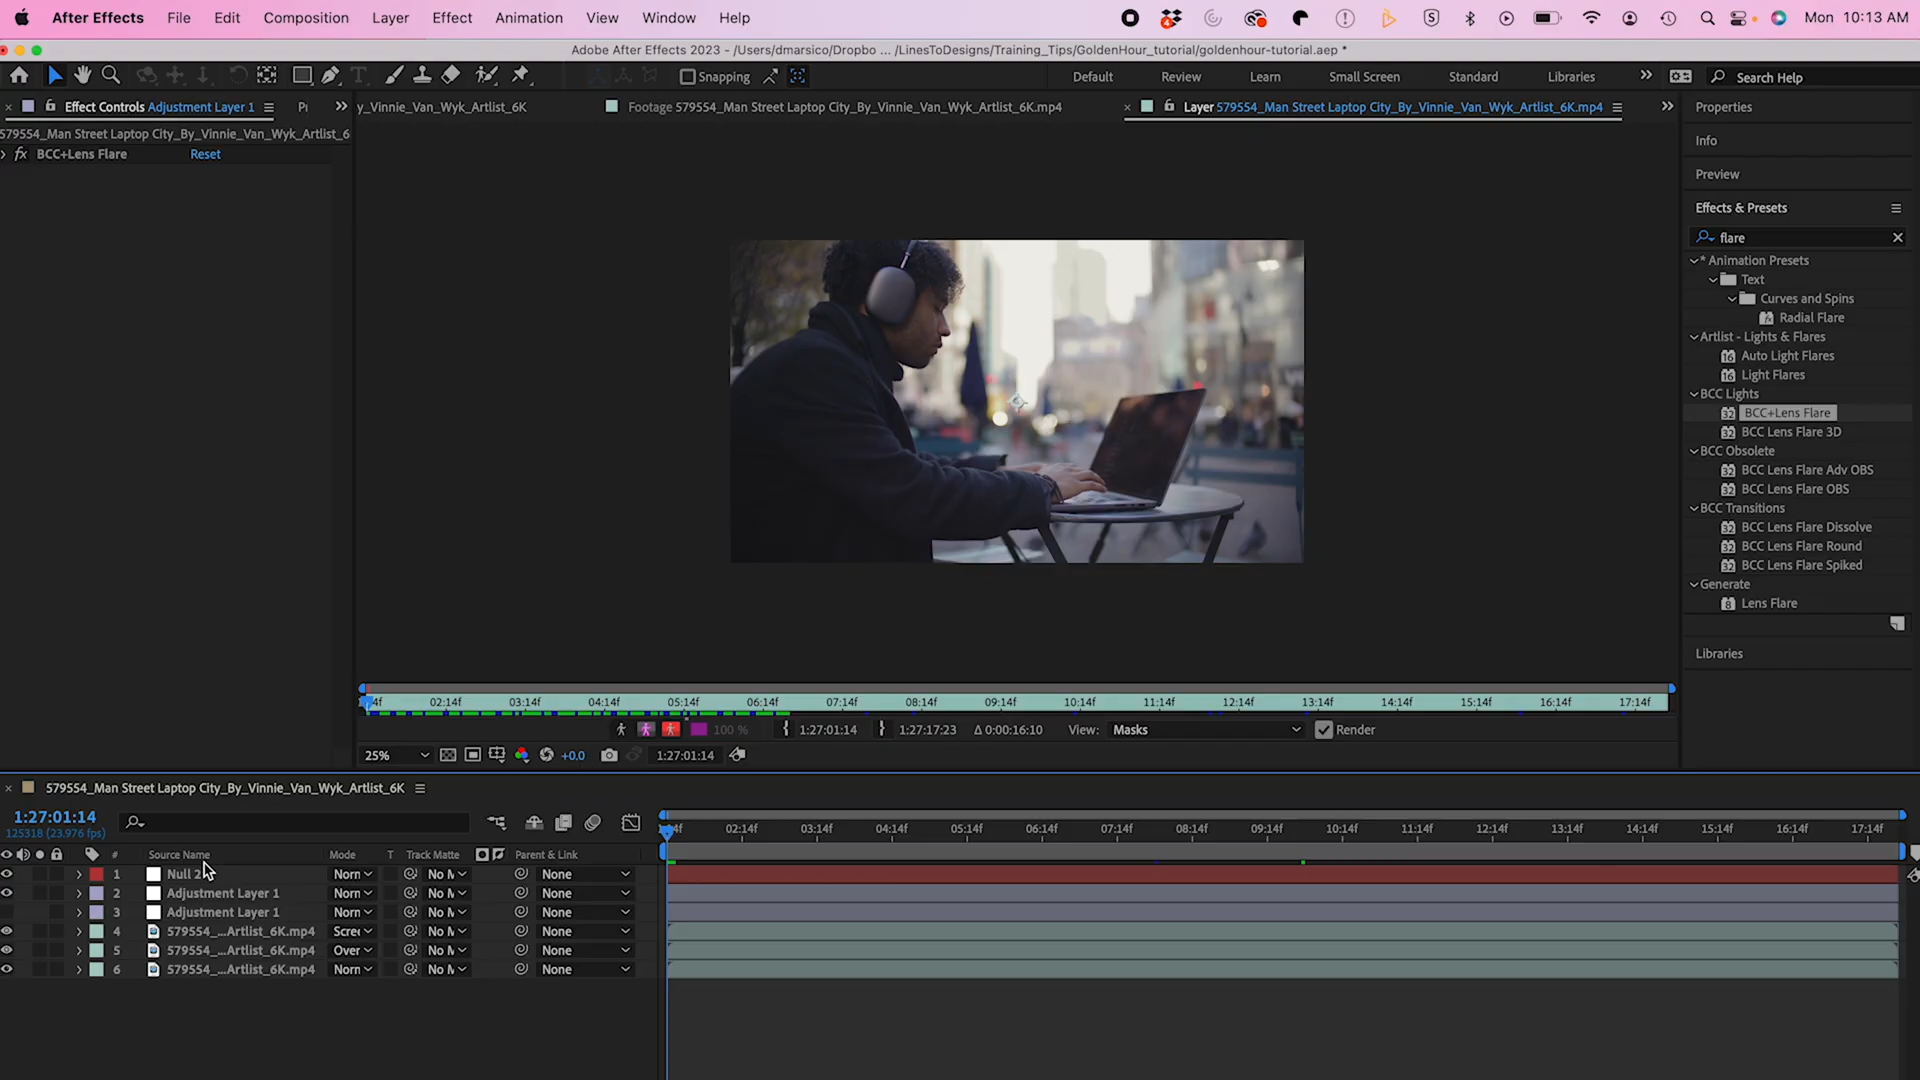 After Effects File Edit Composition Layer Effect Animation View Window Help
Mon 10:13 AM
Adobe After Effects 2023 - /Users/dmarsico/Dropbo ... /LinesToDesigns/Training_Tips/GoldenHour_tutorial/goldenhour-tutorial.aep *
Snapping
Default Review Learn Small Screen Standard Libraries
Search Help
Effect Controls Adjustment Layer 1
y_Vinnie_Van_Wyk_Artlist_6K
Footage 579554_Man Street Laptop City_By_Vinnie_Van_Wyk_Artlist_6K.mp4
Layer 579554_Man Street Laptop City_By_Vinnie_Van_Wyk_Artlist_6K.mp4
579554_Man Street Laptop City_By_Vinnie_Van_Wyk_Artlist_6
fx BCC+Lens Flare Reset
Properties
Info
Preview
Effects & Presets
flare
* Animation Presets
Text
Curves and Spins
Radial Flare
Artlist - Lights & Flares
Auto Light Flares
Light Flares
BCC Lights
BCC+Lens Flare
BCC Lens Flare 3D
BCC Obsolete
BCC Lens Flare Adv OBS
BCC Lens Flare OBS
BCC Transitions
BCC Lens Flare Dissolve
BCC Lens Flare Round
BCC Lens Flare Spiked
Generate
Lens Flare
Libraries
02:14f 03:14f 04:14f 05:14f 06:14f 07:14f 08:14f 09:14f 10:14f 11:14f 12:14f 13:14f 14:14f 15:14f 16:14f 17:14f
100 % 1:27:01:14 1:27:17:23 Δ 0:00:16:10 View: Masks Render
25% +0.0 1:27:01:14
579554_Man Street Laptop City_By_Vinnie_Van_Wyk_Artlist_6K
1:27:01:14
125318 (23.976 fps)
02:14f 03:14f 04:14f 05:14f 06:14f 07:14f 08:14f 09:14f 10:14f 11:14f 12:14f 13:14f 14:14f 15:14f 16:14f 17:14f
# Source Name Mode T Track Matte Parent & Link
1 Null 2 Norn No M None
2 Adjustment Layer 1 Norn No M None
3 Adjustment Layer 1 Norn No M None
4 579554_...Artlist_6K.mp4 Scre No M None
5 579554_...Artlist_6K.mp4 Over No M None
6 579554_...Artlist_6K.mp4 Norn No M None